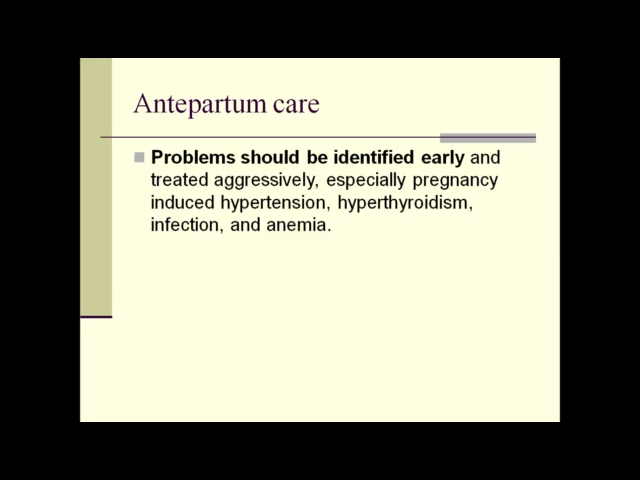 Antepartum care
Problems should be identified early and
treated aggressively, especially pregnancy
induced hypertension, hyperthyroidism,
infection, and anemia.